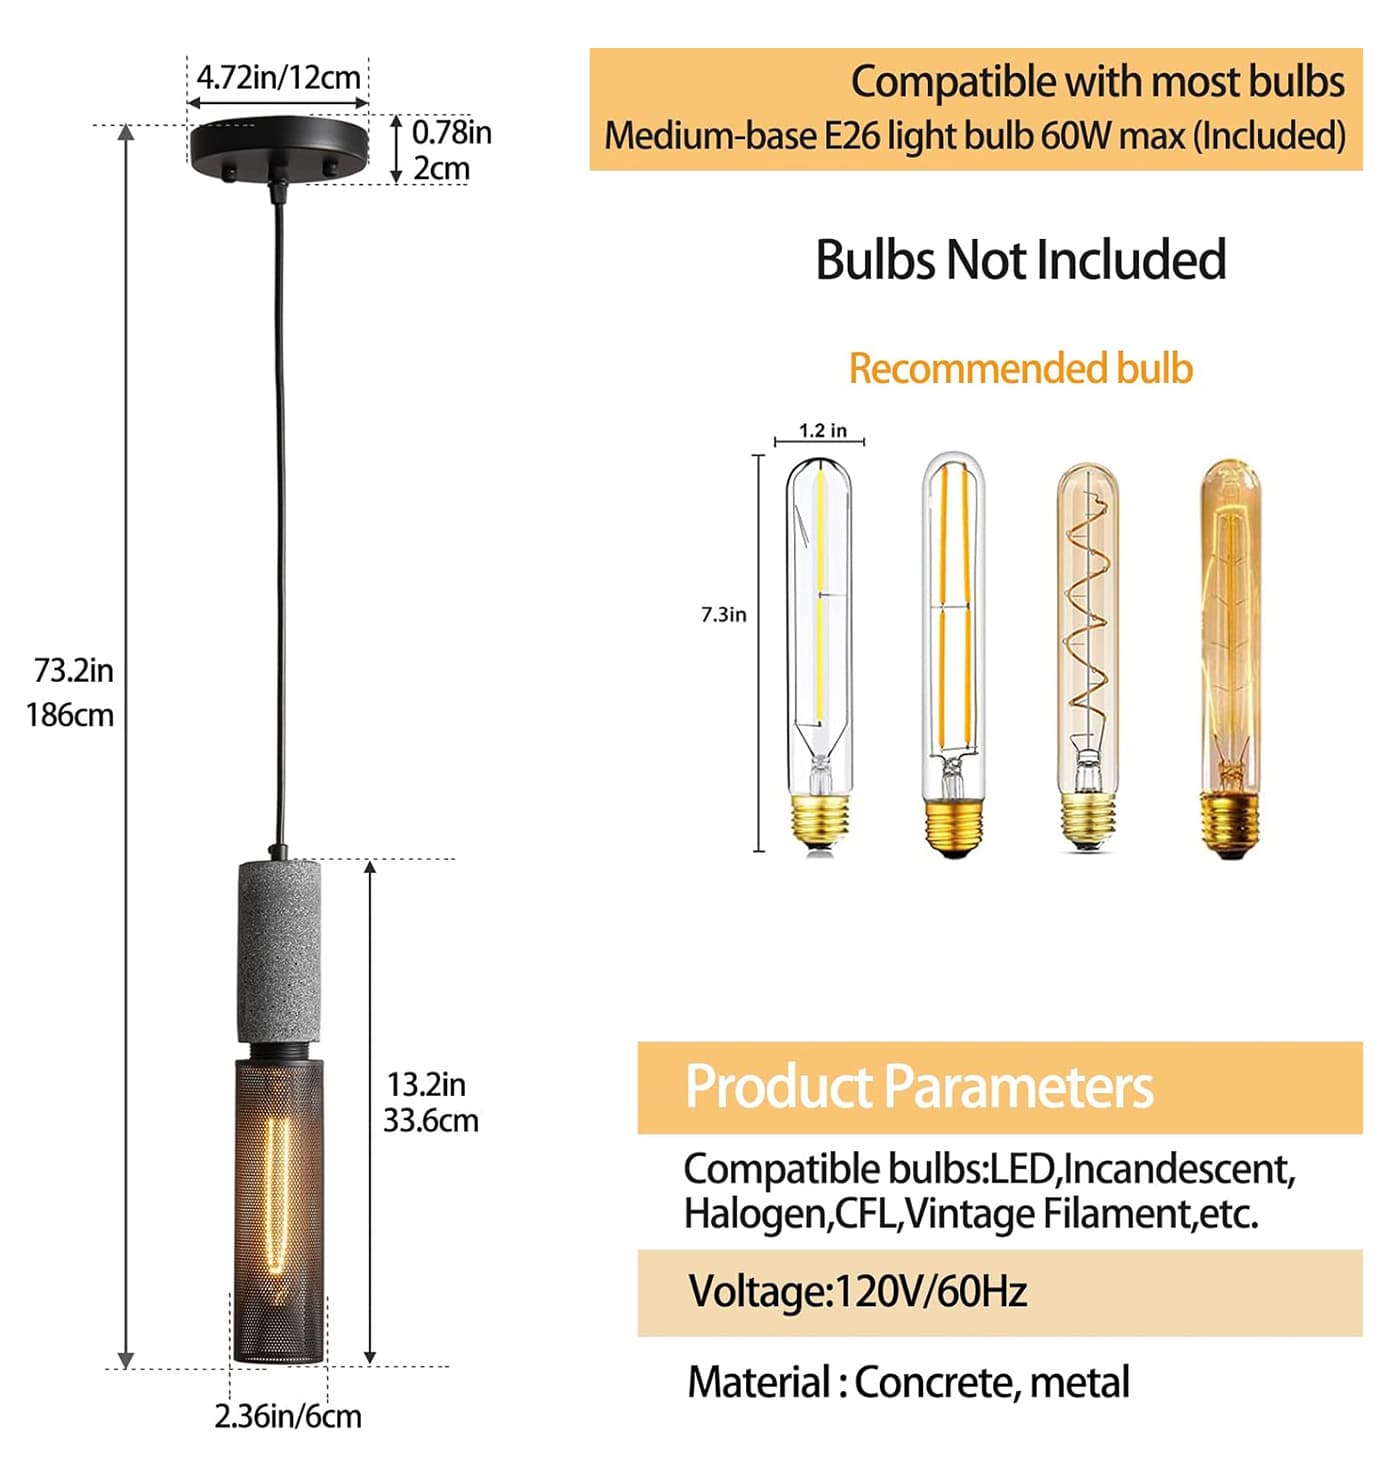 4.72in/12cm
0.78in
2cm
73.2in
186cm
13.2in
33.6cm
2.36in/6cm
Compatible with most bulbs
Medium-base E26 light bulb 60W max (Included)
Bulbs Not Included
Recommended bulb
1.2 in
7.3in
Product Parameters
Compatible bulbs:LED,Incandescent,
Halogen,CFL,Vintage Filament,etc.
Voltage:120V/60Hz
Material : Concrete, metal